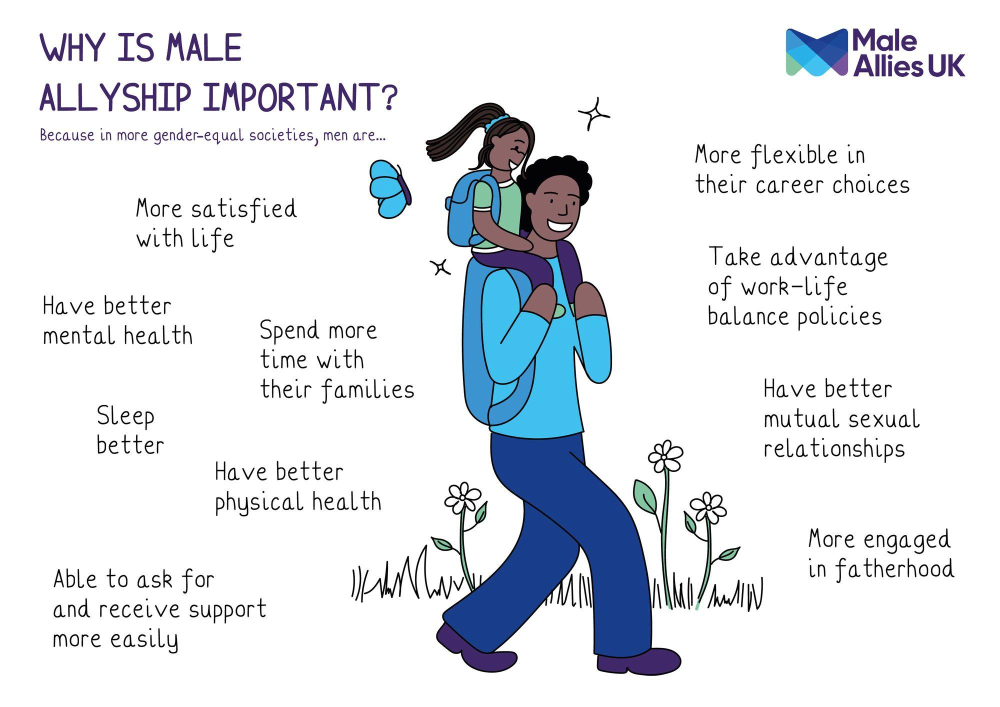 WHY IS MALE
ALLYSHIP IMPORTANT?
Because in more gender-equal societies, men are...
Male
Allies UK
More satisfied
with life
Have better
mental health
Spend more
time with
their families
Sleep
better
Have better
physical health
Able to ask for
and receive support
more easily
More flexible in
their career choices
Take advantage
of work-life
balance policies
Have better
mutual sexual
relationships
More engaged
in fatherhood